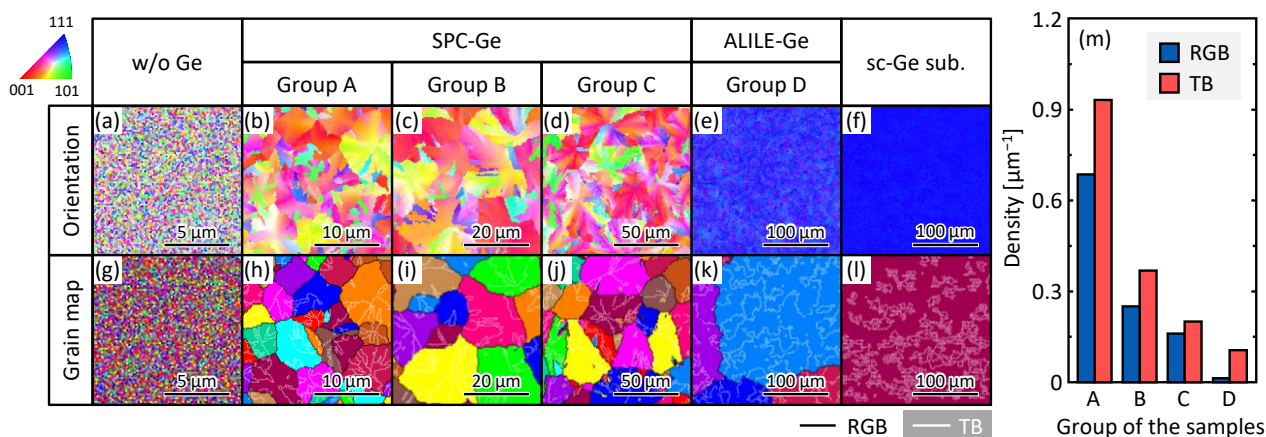 111
001 101
w/o Ge
SPC-Ge
ALILE-Ge
sc-Ge sub.
Group A
Group B
Group C
Group D
Orientation
(a)
5 μm
(b)
10 μm
(c)
20 μm
(d)
50 μm
(e)
100 μm
(f)
100 μm
Grain map
(g)
5 μm
(h)
10 μm
(i)
20 μm
(j)
50 μm
(k)
100 μm
(l)
100 μm
RGB
TB
(m)
RGB
TB
Density [μm⁻¹]
1.2
0.9
0.6
0.3
0
A B C D
Group of the samples